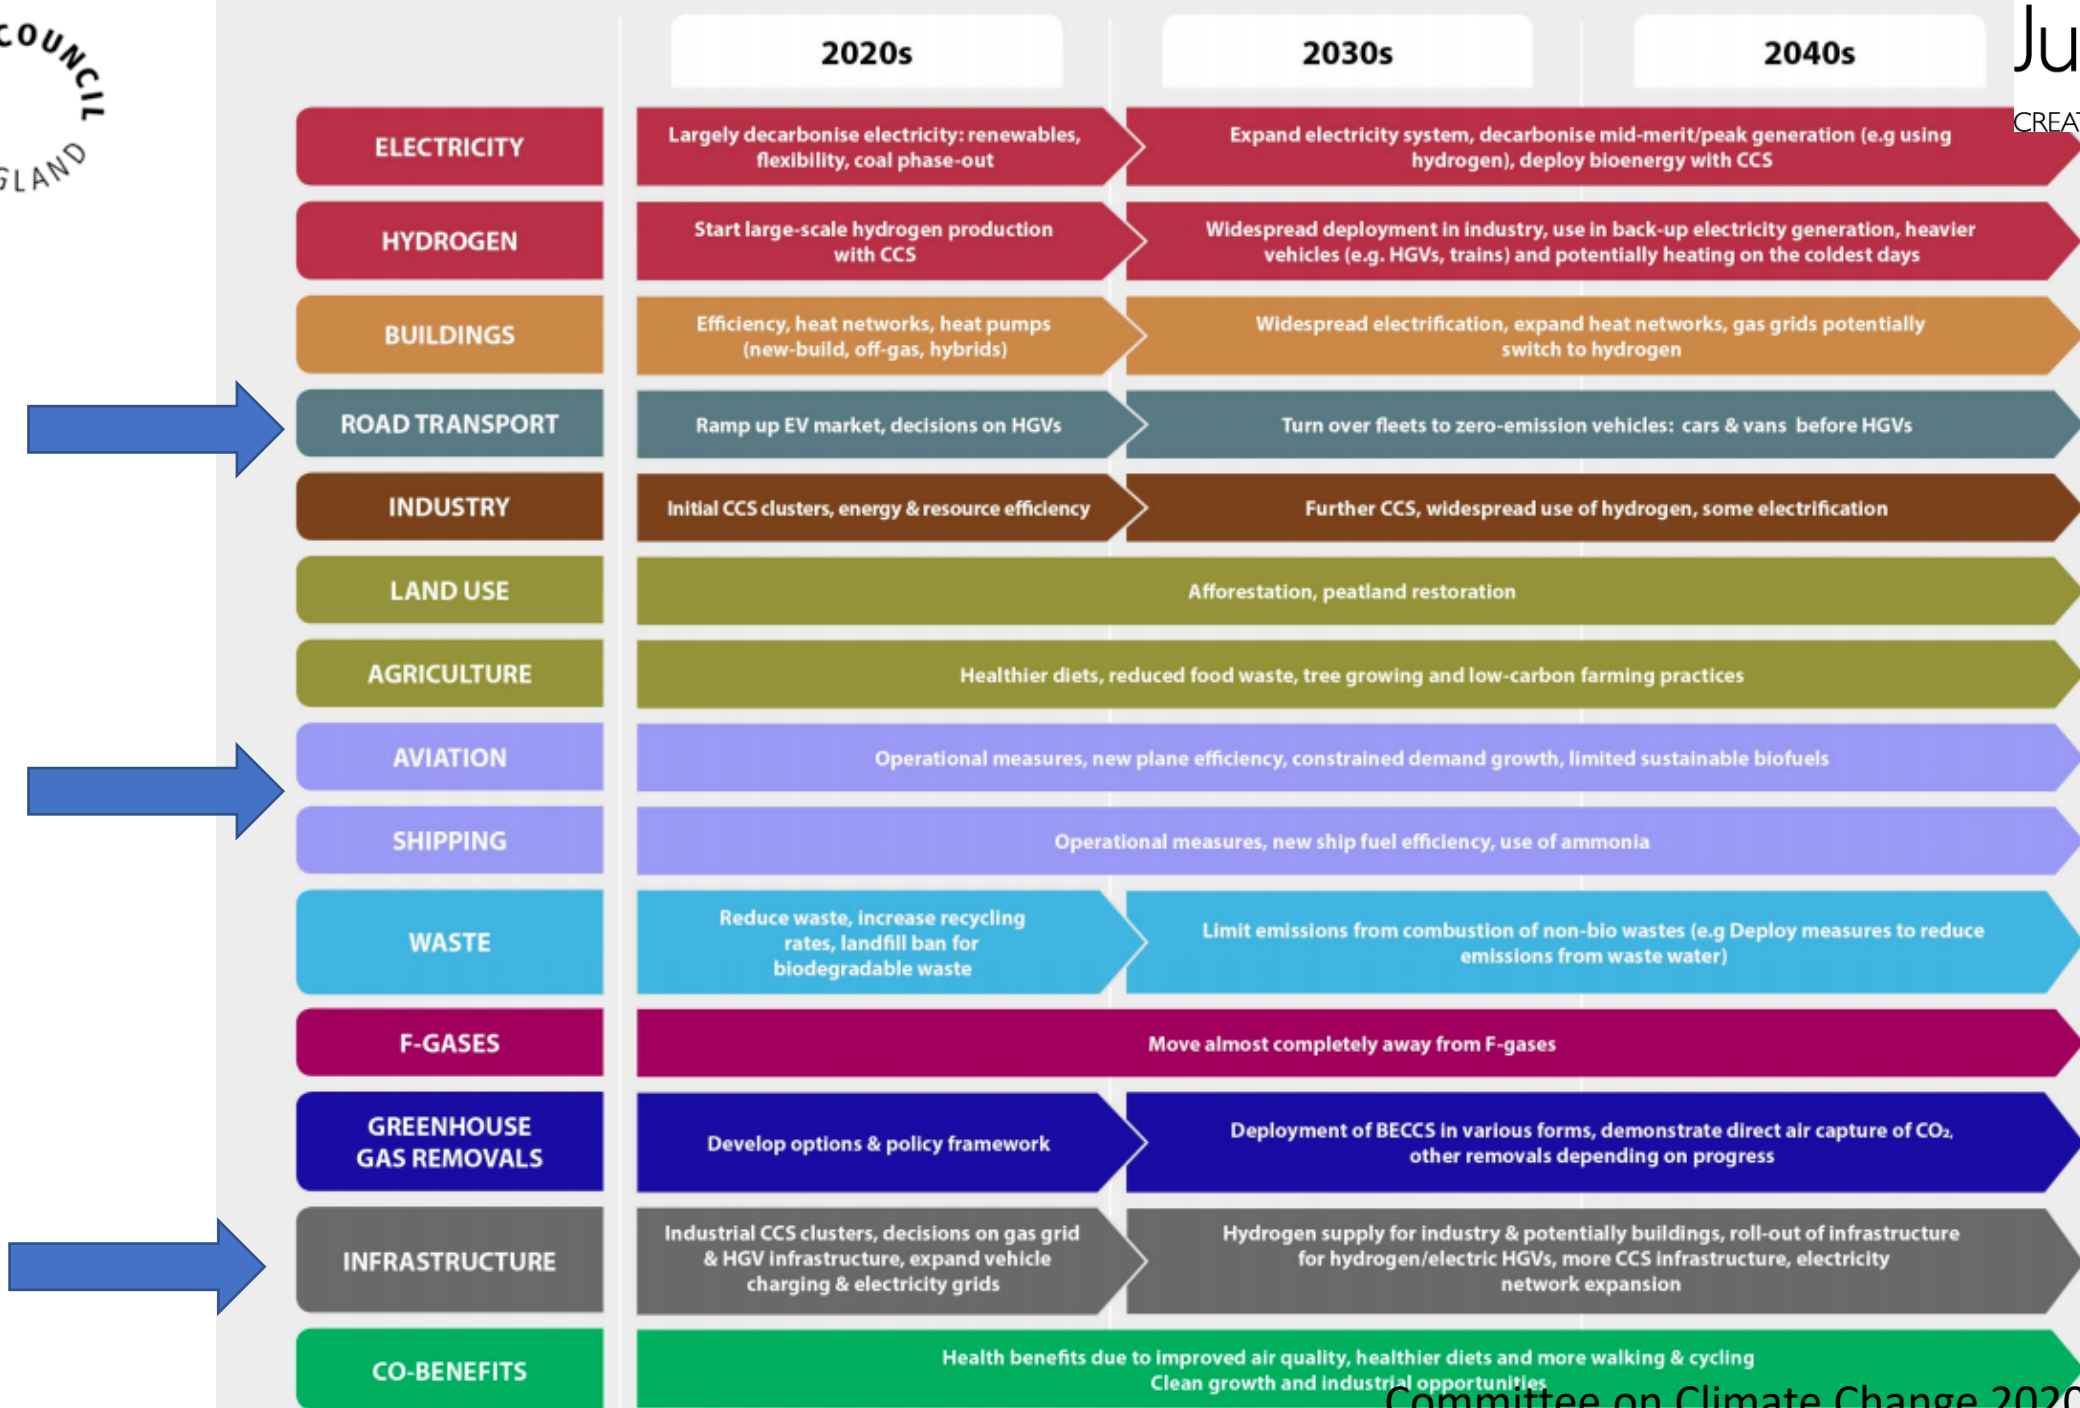 COUNCIL
GLAND
Ju
CREAT
2020s
2030s
2040s
ELECTRICITY
Largely decarbonise electricity: renewables,
flexibility, coal phase-out
Expand electricity system, decarbonise mid-merit/peak generation (e.g using
hydrogen), deploy bioenergy with CCS
HYDROGEN
Start large-scale hydrogen production
with CCS
Widespread deployment in industry, use in back-up electricity generation, heavier
vehicles (e.g. HGVs, trains) and potentially heating on the coldest days
BUILDINGS
Efficiency, heat networks, heat pumps
(new-build, off-gas, hybrids)
Widespread electrification, expand heat networks, gas grids potentially
switch to hydrogen
ROAD TRANSPORT
Ramp up EV market, decisions on HGVs
Turn over fleets to zero-emission vehicles: cars & vans before HGVs
INDUSTRY
Initial CCS clusters, energy & resource efficiency
Further CCS, widespread use of hydrogen, some electrification
LAND USE
Afforestation, peatland restoration
AGRICULTURE
Healthier diets, reduced food waste, tree growing and low-carbon farming practices
AVIATION
Operational measures, new plane efficiency, constrained demand growth, limited sustainable biofuels
SHIPPING
Operational measures, new ship fuel efficiency, use of ammonia
WASTE
Reduce waste, increase recycling
rates, landfill ban for
biodegradable waste
Limit emissions from combustion of non-bio wastes (e.g Deploy measures to reduce
emissions from waste water)
F-GASES
Move almost completely away from F-gases
GREENHOUSE
GAS REMOVALS
Develop options & policy framework
Deployment of BECCS in various forms, demonstrate direct air capture of CO₂,
other removals depending on progress
INFRASTRUCTURE
Industrial CCS clusters, decisions on gas grid
& HGV infrastructure, expand vehicle
charging & electricity grids
Hydrogen supply for industry & potentially buildings, roll-out of infrastructure
for hydrogen/electric HGVs, more CCS infrastructure, electricity
network expansion
CO-BENEFITS
Health benefits due to improved air quality, healthier diets and more walking & cycling
Clean growth and industrial opportunities
Committee on Climate Change 2020